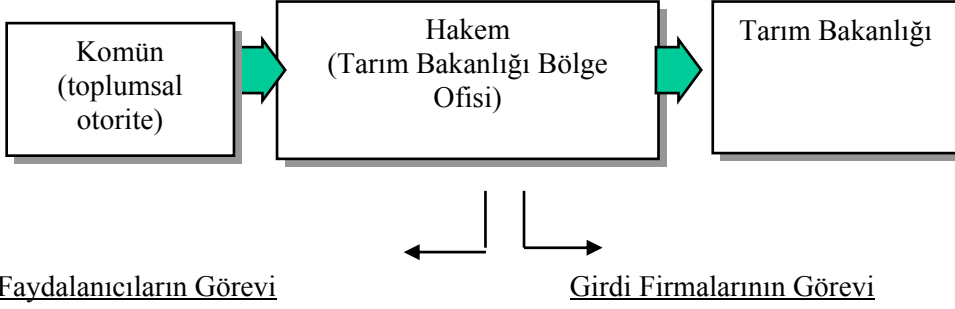 Komün
(toplumsal
otorite)
Hakem
(Tarım Bakanlığı Bölge
Ofisi)
Tarım Bakanlığı
Faydalanıcıların Görevi
Girdi Firmalarının Görevi